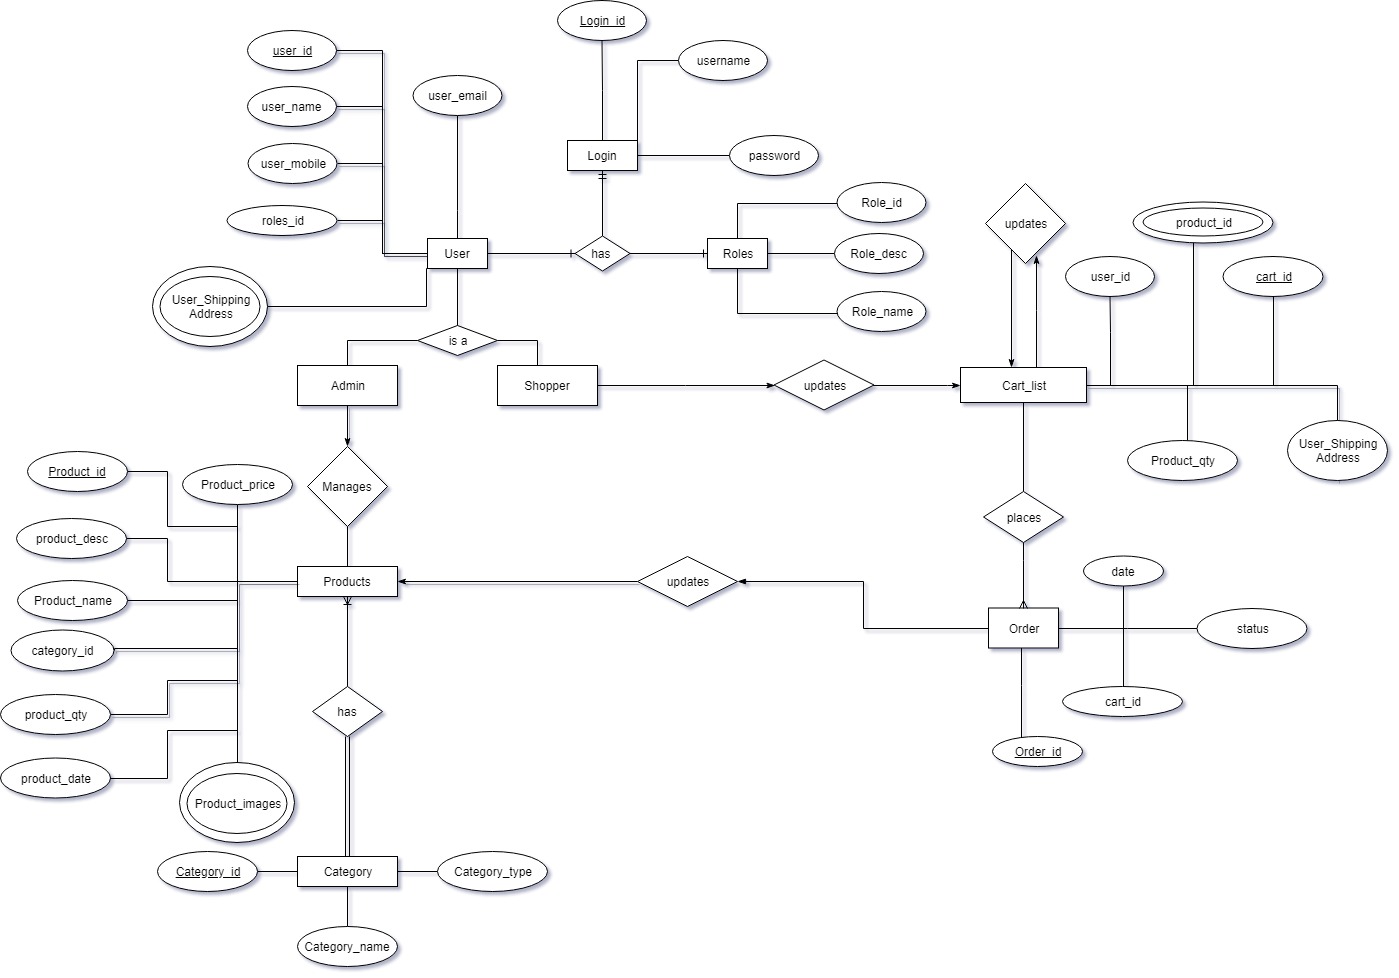 Login_id
user_id
username
user_email
user_name
Login
password
user_mobile
Role_id
roles_id
updates
product_id
User
has
Roles
Role_desc
user_id
cart_id
User_Shipping
Address
Role_name
is a
Admin
Shopper
updates
Cart_list
User_Shipping
Address
Product_qty
Product_id
Product_price
Manages
places
product_desc
Products
updates
date
Product_name
Order
status
category_id
cart_id
product_qty
has
Order_id
product_date
Product_images
Category_id
Category
Category_type
Category_name